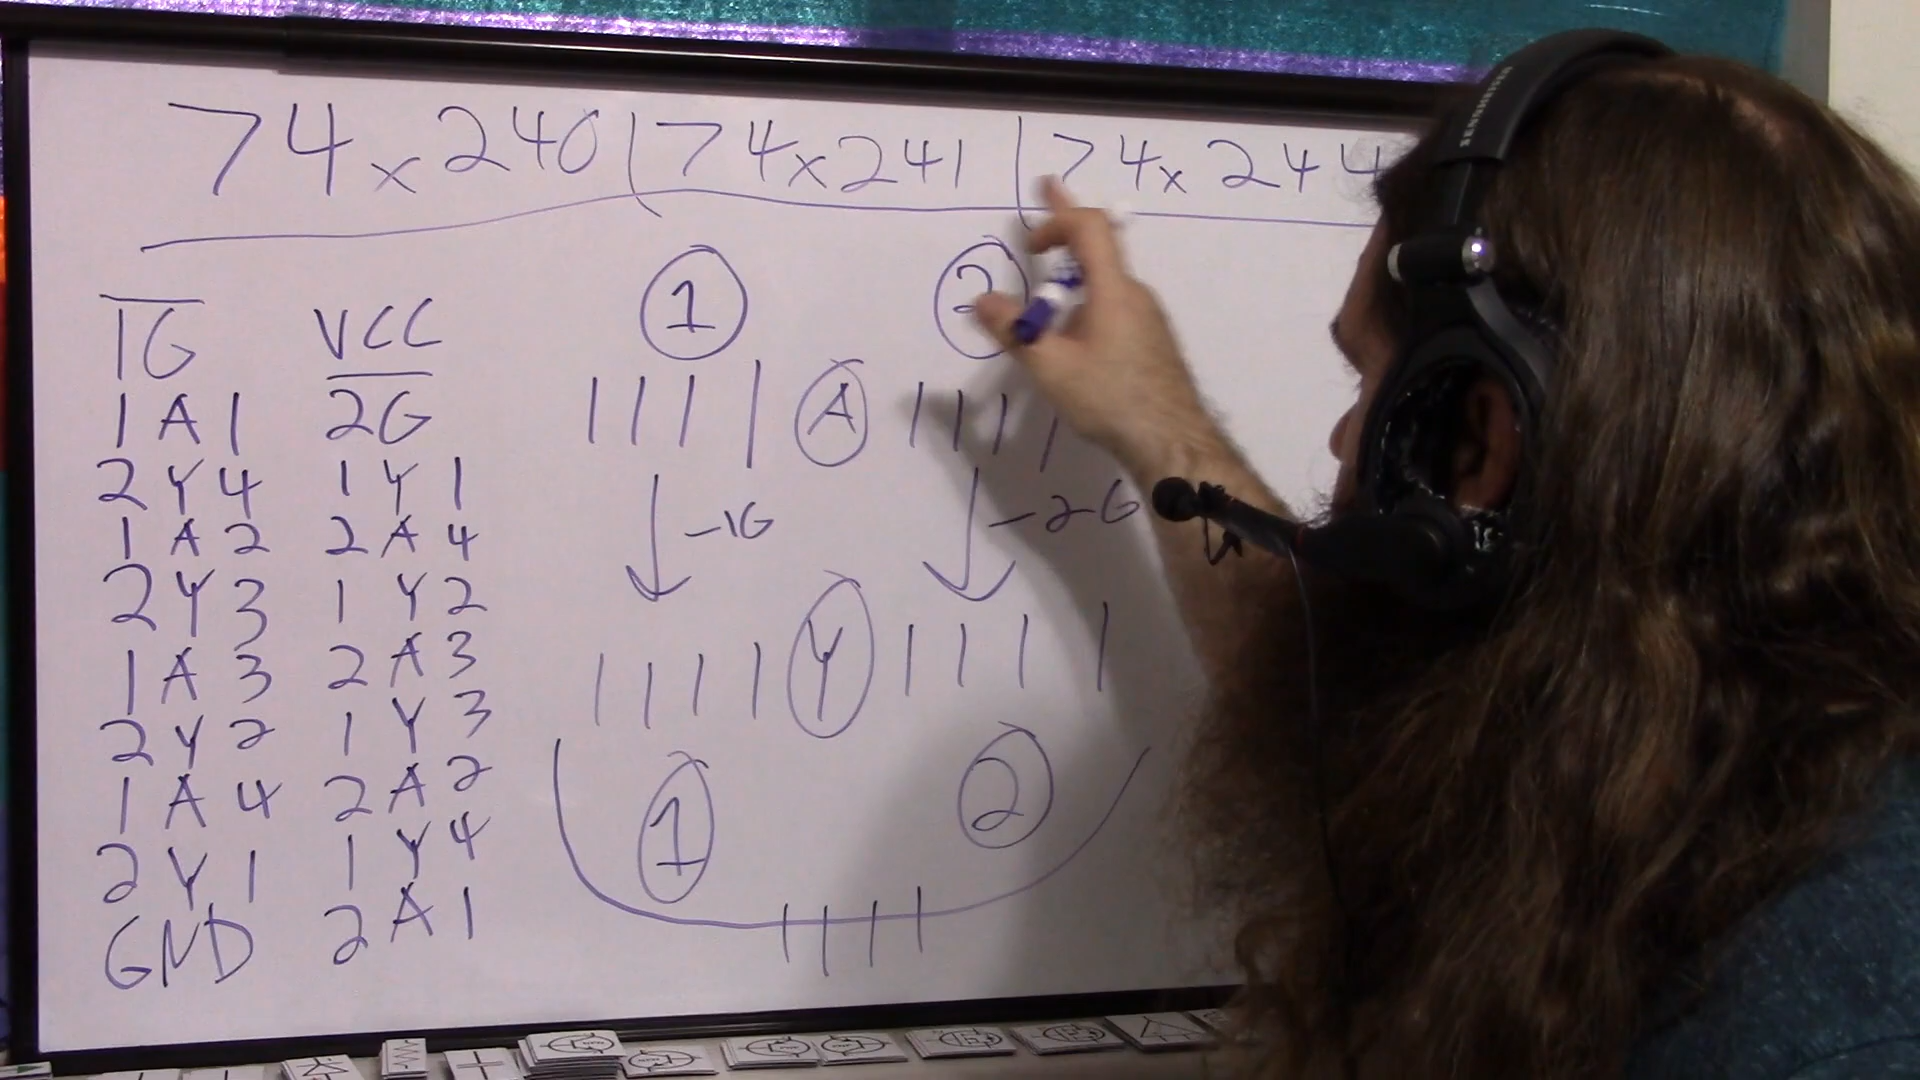 74x240 | 74x241 | 74x244
1G VCC
1A1 2G
2Y4 1Y1
1A2 2A4
2Y3 1Y2
1A3 2A3
2Y2 1Y3
1A4 2A2
2Y1 1Y4
GND 2A1
1 2
A
-1G -2G
Y
1 2
SENNHEISER